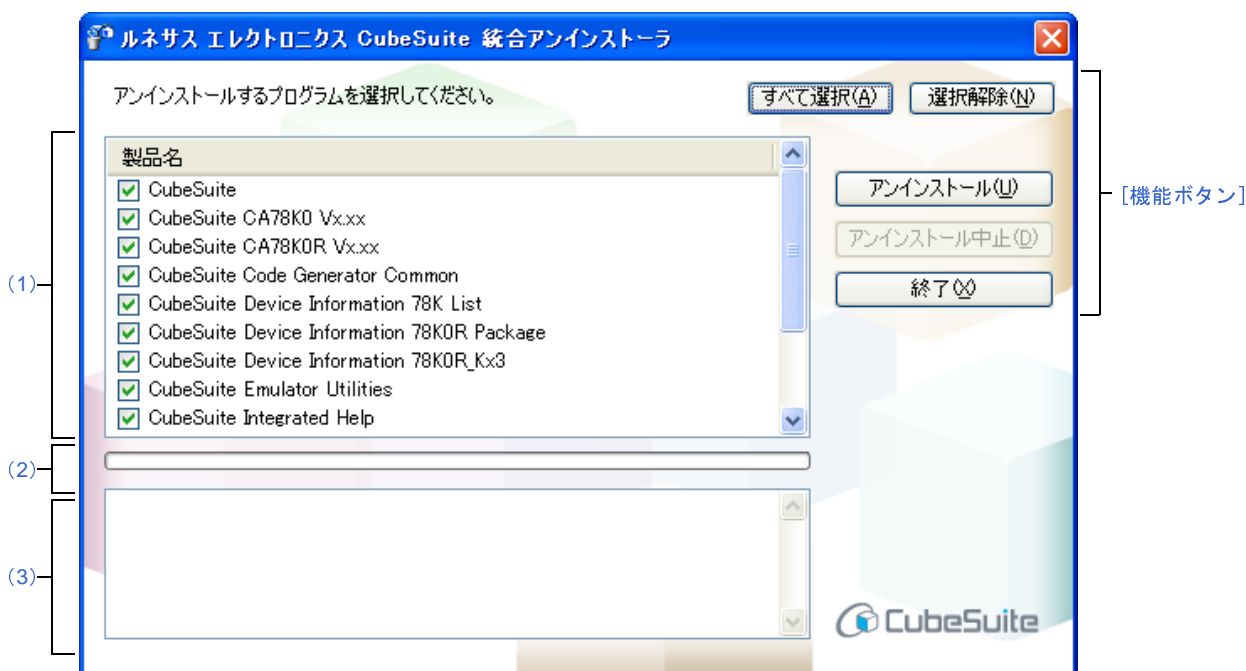 ルネサス エレクトロニクス CubeSuite 統合アンインストーラ
アンインストールするプログラムを選択してください。
すべて選択(A)
選択解除(N)
製品名
CubeSuite
CubeSuite CA78K0 Vx.xx
CubeSuite CA78K0R Vx.xx
CubeSuite Code Generator Common
CubeSuite Device Information 78K List
CubeSuite Device Information 78K0R Package
CubeSuite Device Information 78K0R_Kx3
CubeSuite Emulator Utilities
CubeSuite Integrated Help
アンインストール(U)
アンインストール中止(D)
終了(X)
[機能ボタン]
(1)
(2)
(3)
CubeSuite